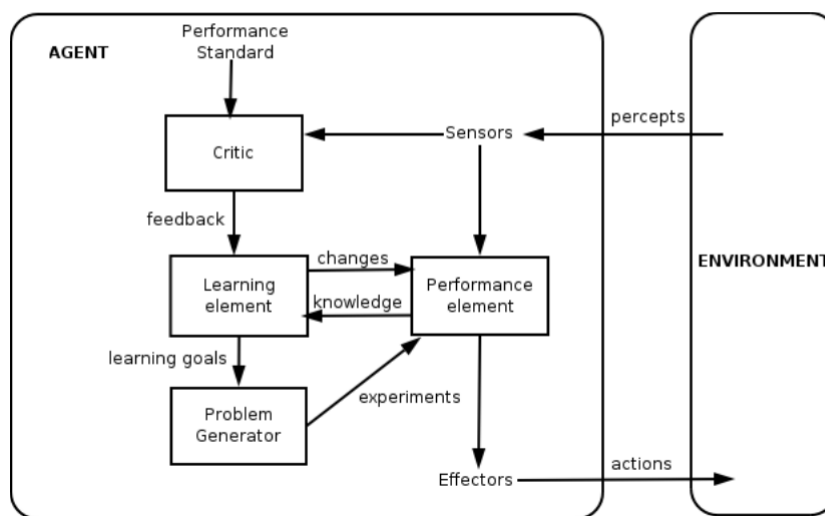 AGENT
Performance
Standard
Critic
Sensors
percepts
feedback
ENVIRONMENT
Learning
element
changes
knowledge
Performance
element
learning goals
experiments
Problem
Generator
Effectors
actions